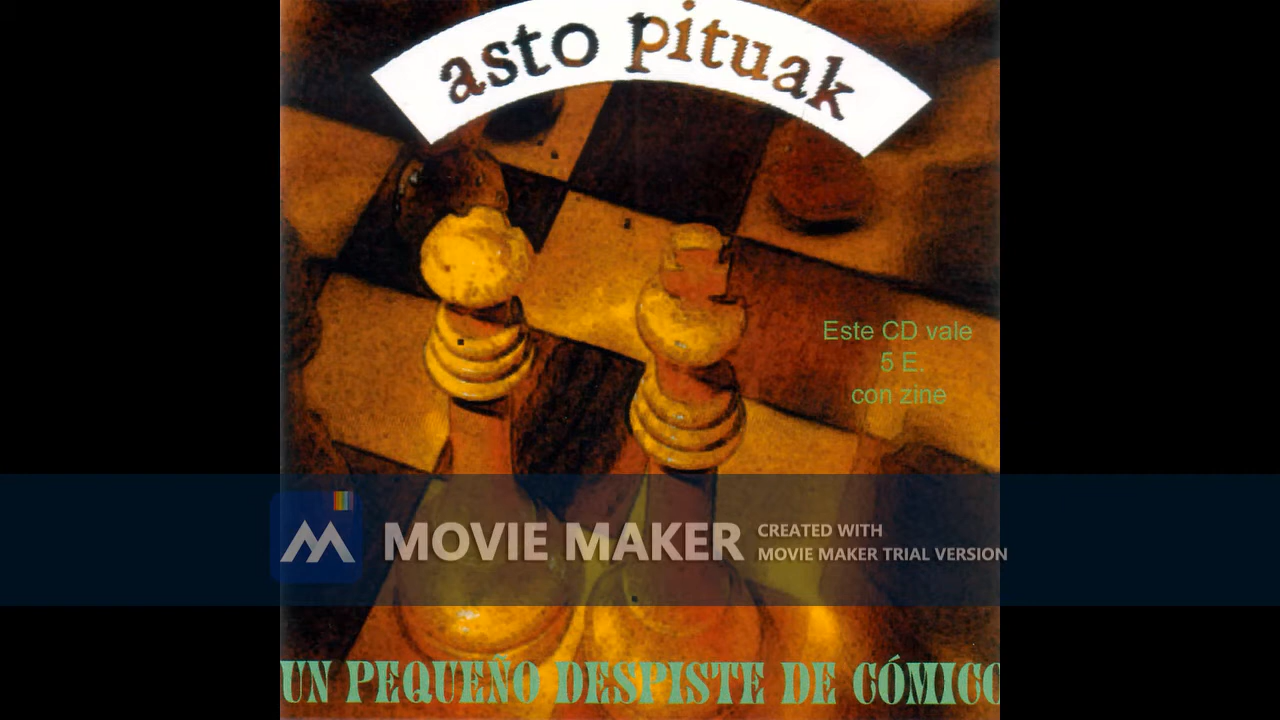 asto pituak
Este CD vale
5 E.
con zine
MOVIE MAKER
CREATED WITH
MOVIE MAKER TRIAL VERSION
UN PEQUEÑO DESPISTE DE CÓMICO